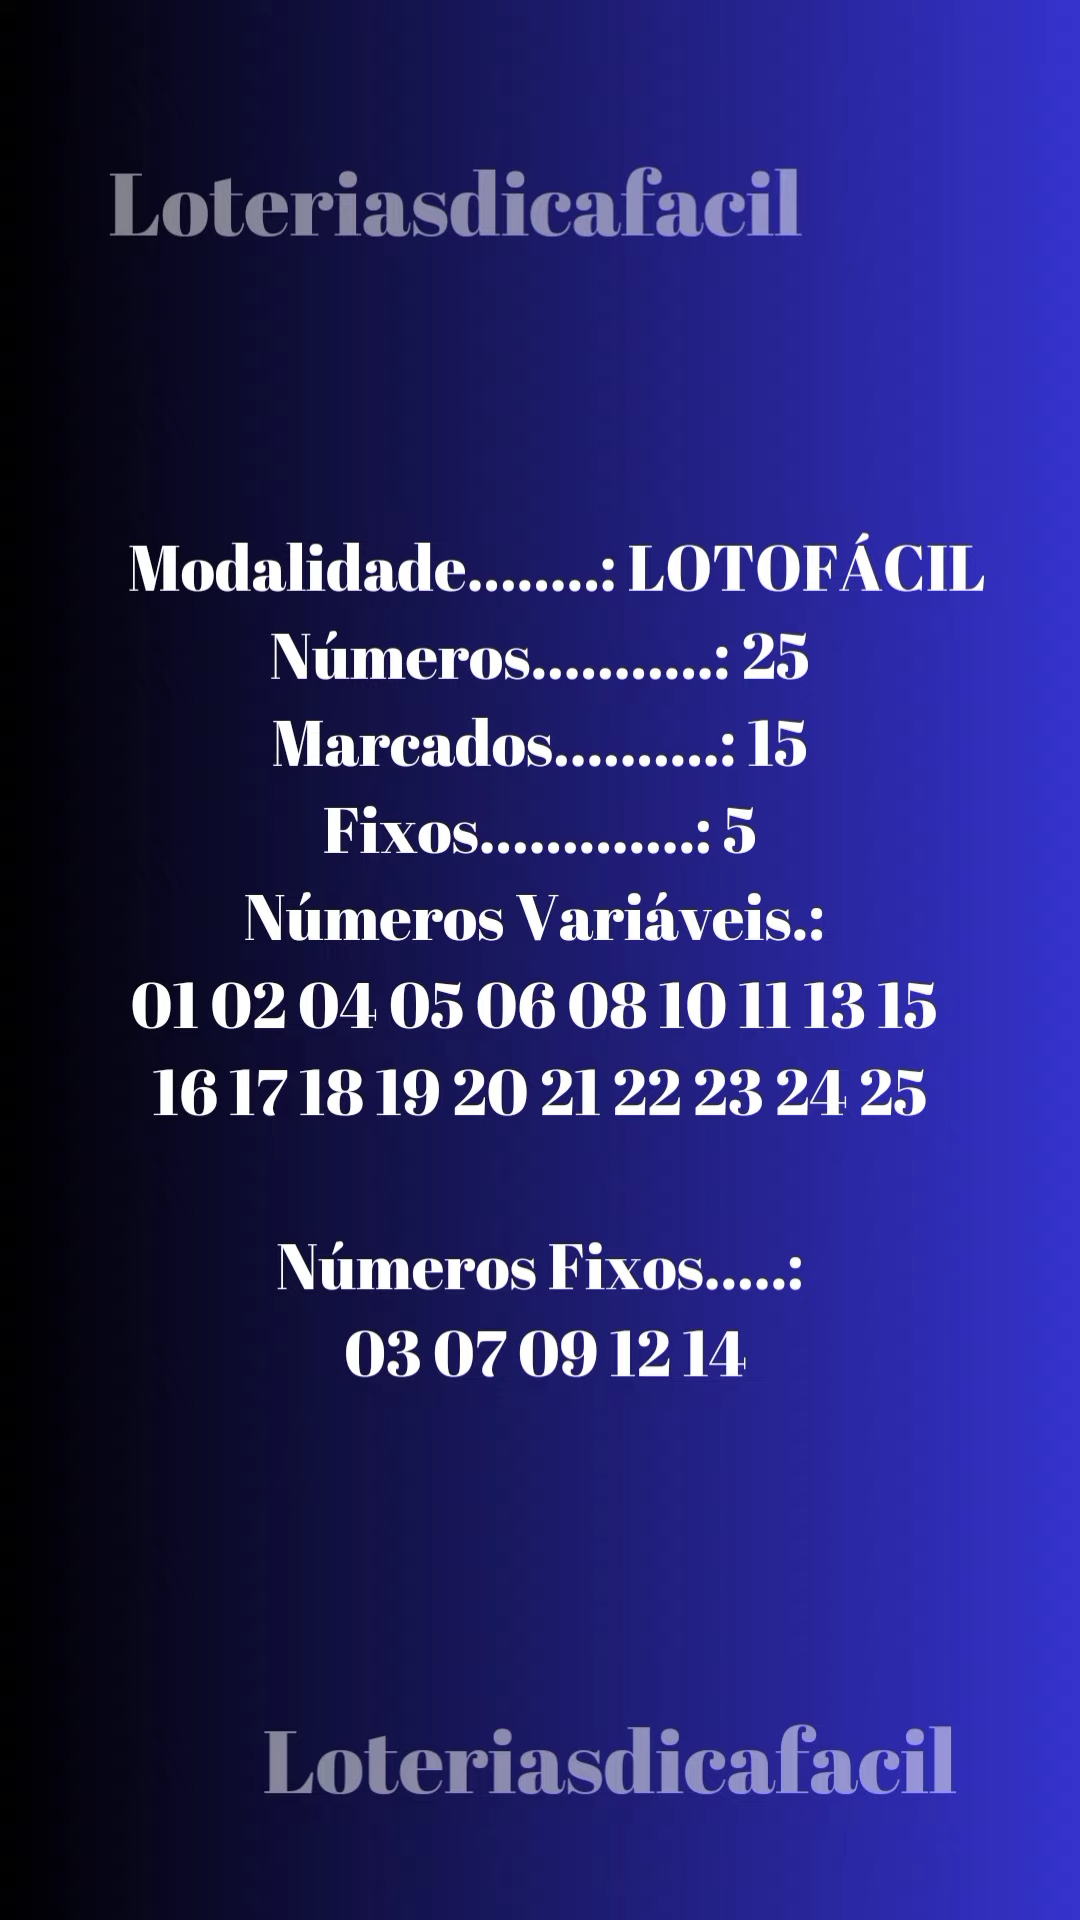 Loteriasdicafacil
Modalidade........: LOTOFÁCIL
Números...........: 25
Marcados..........: 15
Fixos.............: 5
Números Variáveis.:
01 02 04 05 06 08 10 11 13 15
16 17 18 19 20 21 22 23 24 25
Números Fixos.....:
03 07 09 12 14
Loteriasdicafacil